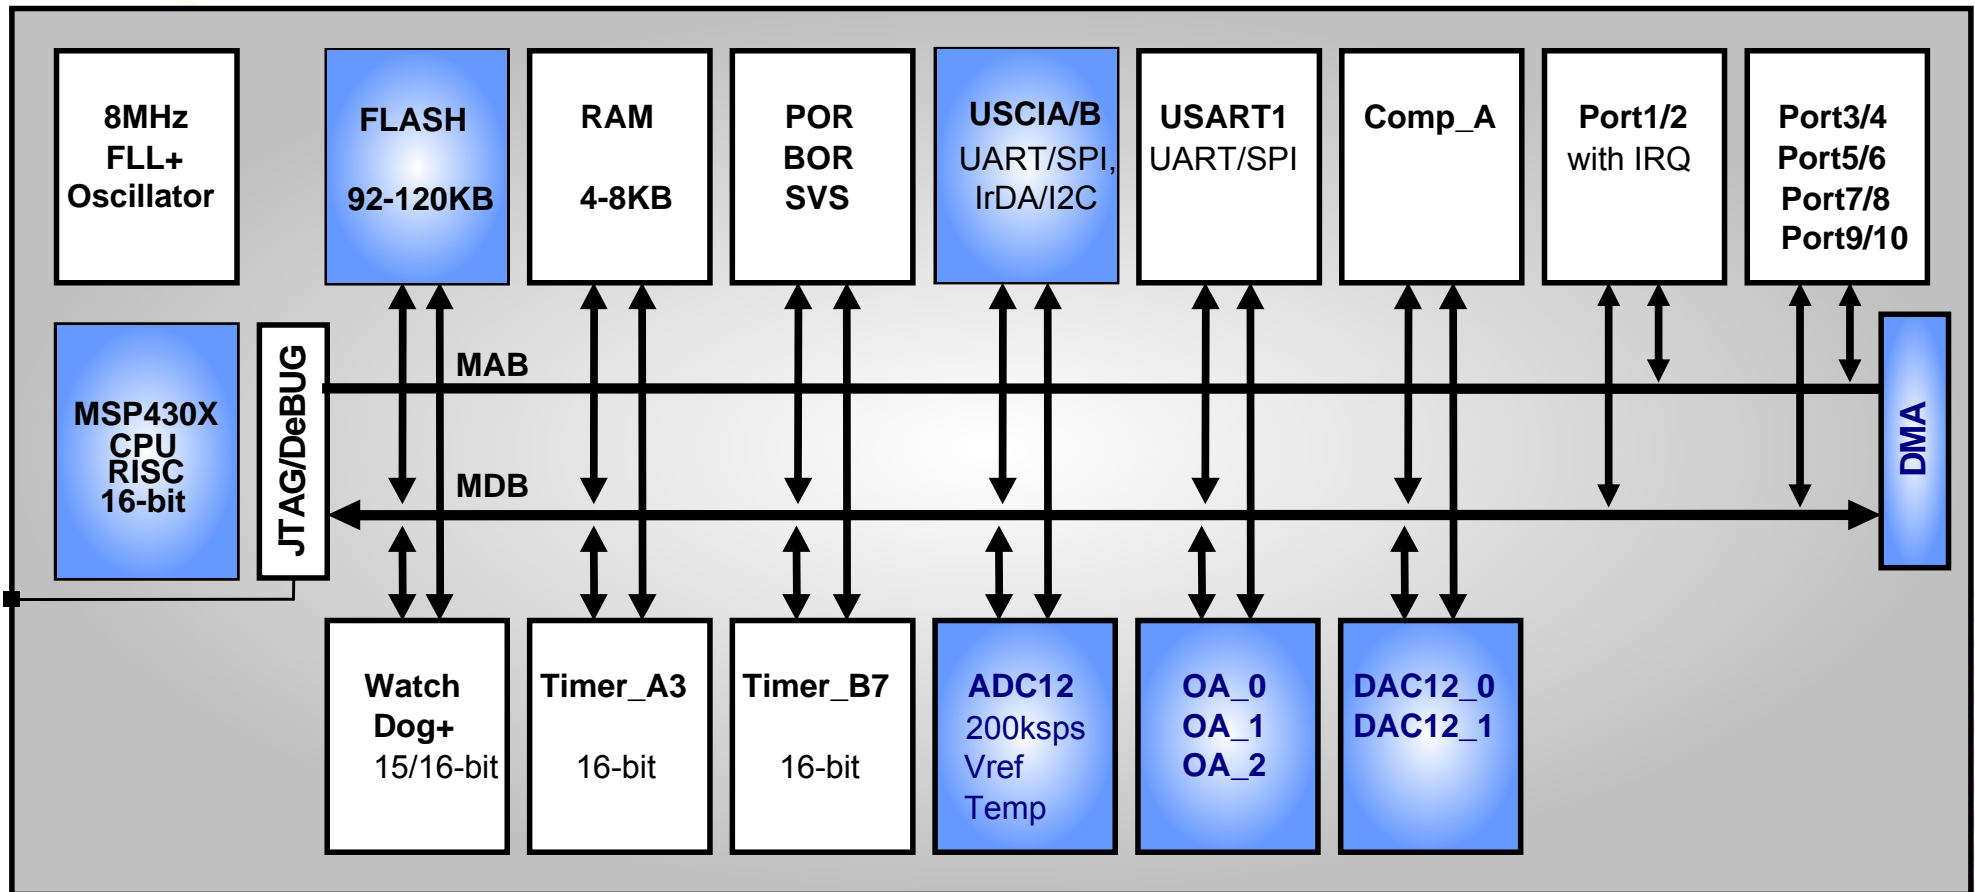 8MHz
FLL+
Oscillator
FLASH
92-120KB
RAM
4-8KB
POR
BOR
SVS
USCIA/B
UART/SPI,
IrDA/I2C
USART1
UART/SPI
Comp_A
Port1/2
with IRQ
Port3/4
Port5/6
Port7/8
Port9/10
MSP430X
CPU
RISC
16-bit
JTAG/DeBUG
MAB
MDB
DMA
Watch
Dog+
15/16-bit
Timer_A3
16-bit
Timer_B7
16-bit
ADC12
200ksps
Vref
Temp
OA_0
OA_1
OA_2
DAC12_0
DAC12_1